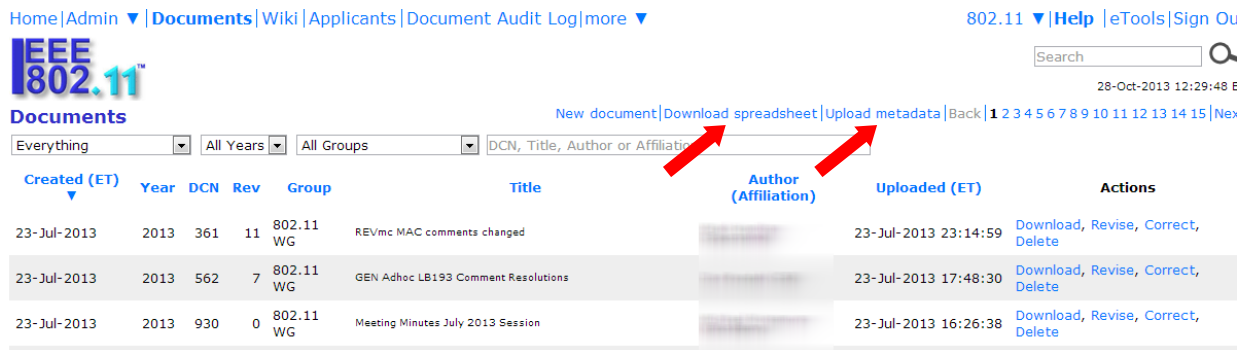 Home|Admin ▼ |Documents|Wiki|Applicants|Document Audit Log|more ▼ 802.11 ▼|Help |eTools|Sign Ou
IEEE
802.11™
Search
28-Oct-2013 12:29:48 E
Documents New document|Download spreadsheet|Upload metadata|Back|1 2 3 4 5 6 7 8 9 10 11 12 13 14 15|Nex
Everything All Years All Groups DCN, Title, Author or Affiliatio
Created (ET) ▼ Year DCN Rev Group Title Author (Affiliation) Uploaded (ET) Actions
23-Jul-2013 2013 361 11 802.11 WG REVmc MAC comments changed 23-Jul-2013 23:14:59 Download, Revise, Correct, Delete
23-Jul-2013 2013 562 7 802.11 WG GEN Adhoc LB193 Comment Resolutions 23-Jul-2013 17:48:30 Download, Revise, Correct, Delete
23-Jul-2013 2013 930 0 802.11 WG Meeting Minutes July 2013 Session 23-Jul-2013 16:26:38 Download, Revise, Correct, Delete